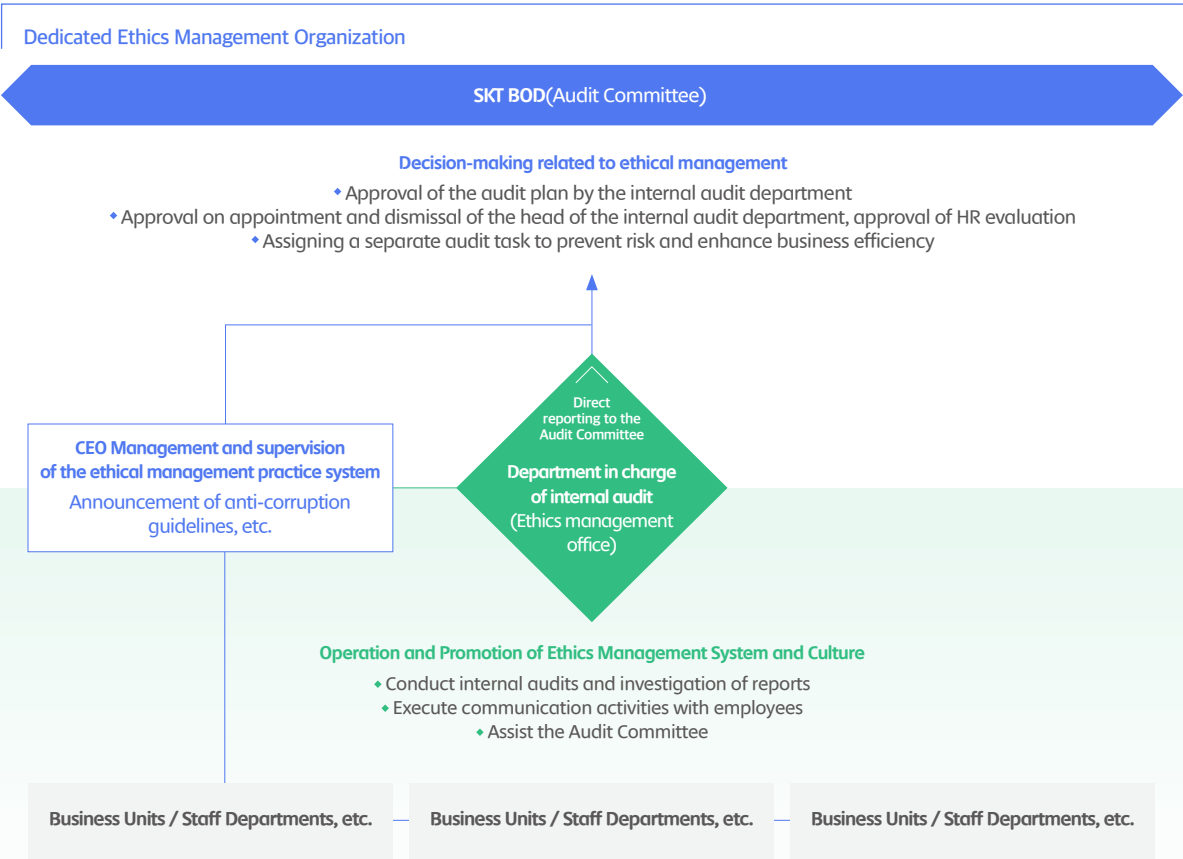 Dedicated Ethics Management Organization
SKT BOD(Audit Committee)
Decision-making related to ethical management
Approval of the audit plan by the internal audit department
Approval on appointment and dismissal of the head of the internal audit department, approval of HR evaluation
Assigning a separate audit task to prevent risk and enhance business efficiency
CEO Management and supervision
of the ethical management practice system
Announcement of anti-corruption
guidelines, etc.
Direct
reporting to the
Audit Committee
Department in charge
of internal audit
(Ethics management
office)
Operation and Promotion of Ethics Management System and Culture
Conduct internal audits and investigation of reports
Execute communication activities with employees
Assist the Audit Committee
Business Units / Staff Departments, etc.
Business Units / Staff Departments, etc.
Business Units / Staff Departments, etc.